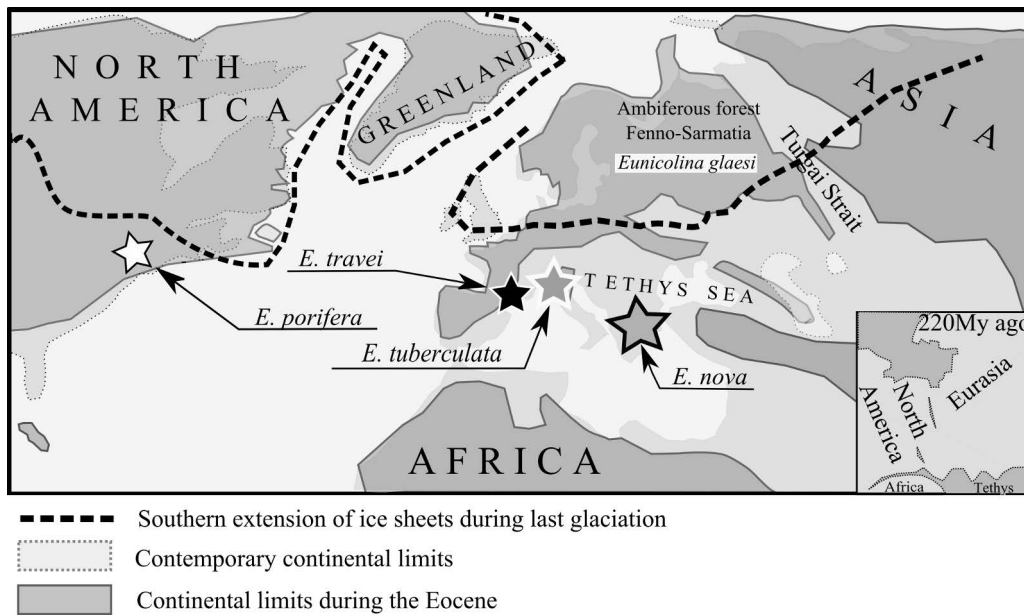 NORTH
AMERICA
GREENLAND
ASIA
Ambiferous forest
Fenno-Sarmatia
Eunicolina glaesi
Turgai Strait
E. travei
TETHYS SEA
E. porifera
E. tuberculata
E. nova
AFRICA
220My ago
Eurasia
North
America
Africa
Tethys
Southern extension of ice sheets during last glaciation
Contemporary continental limits
Continental limits during the Eocene